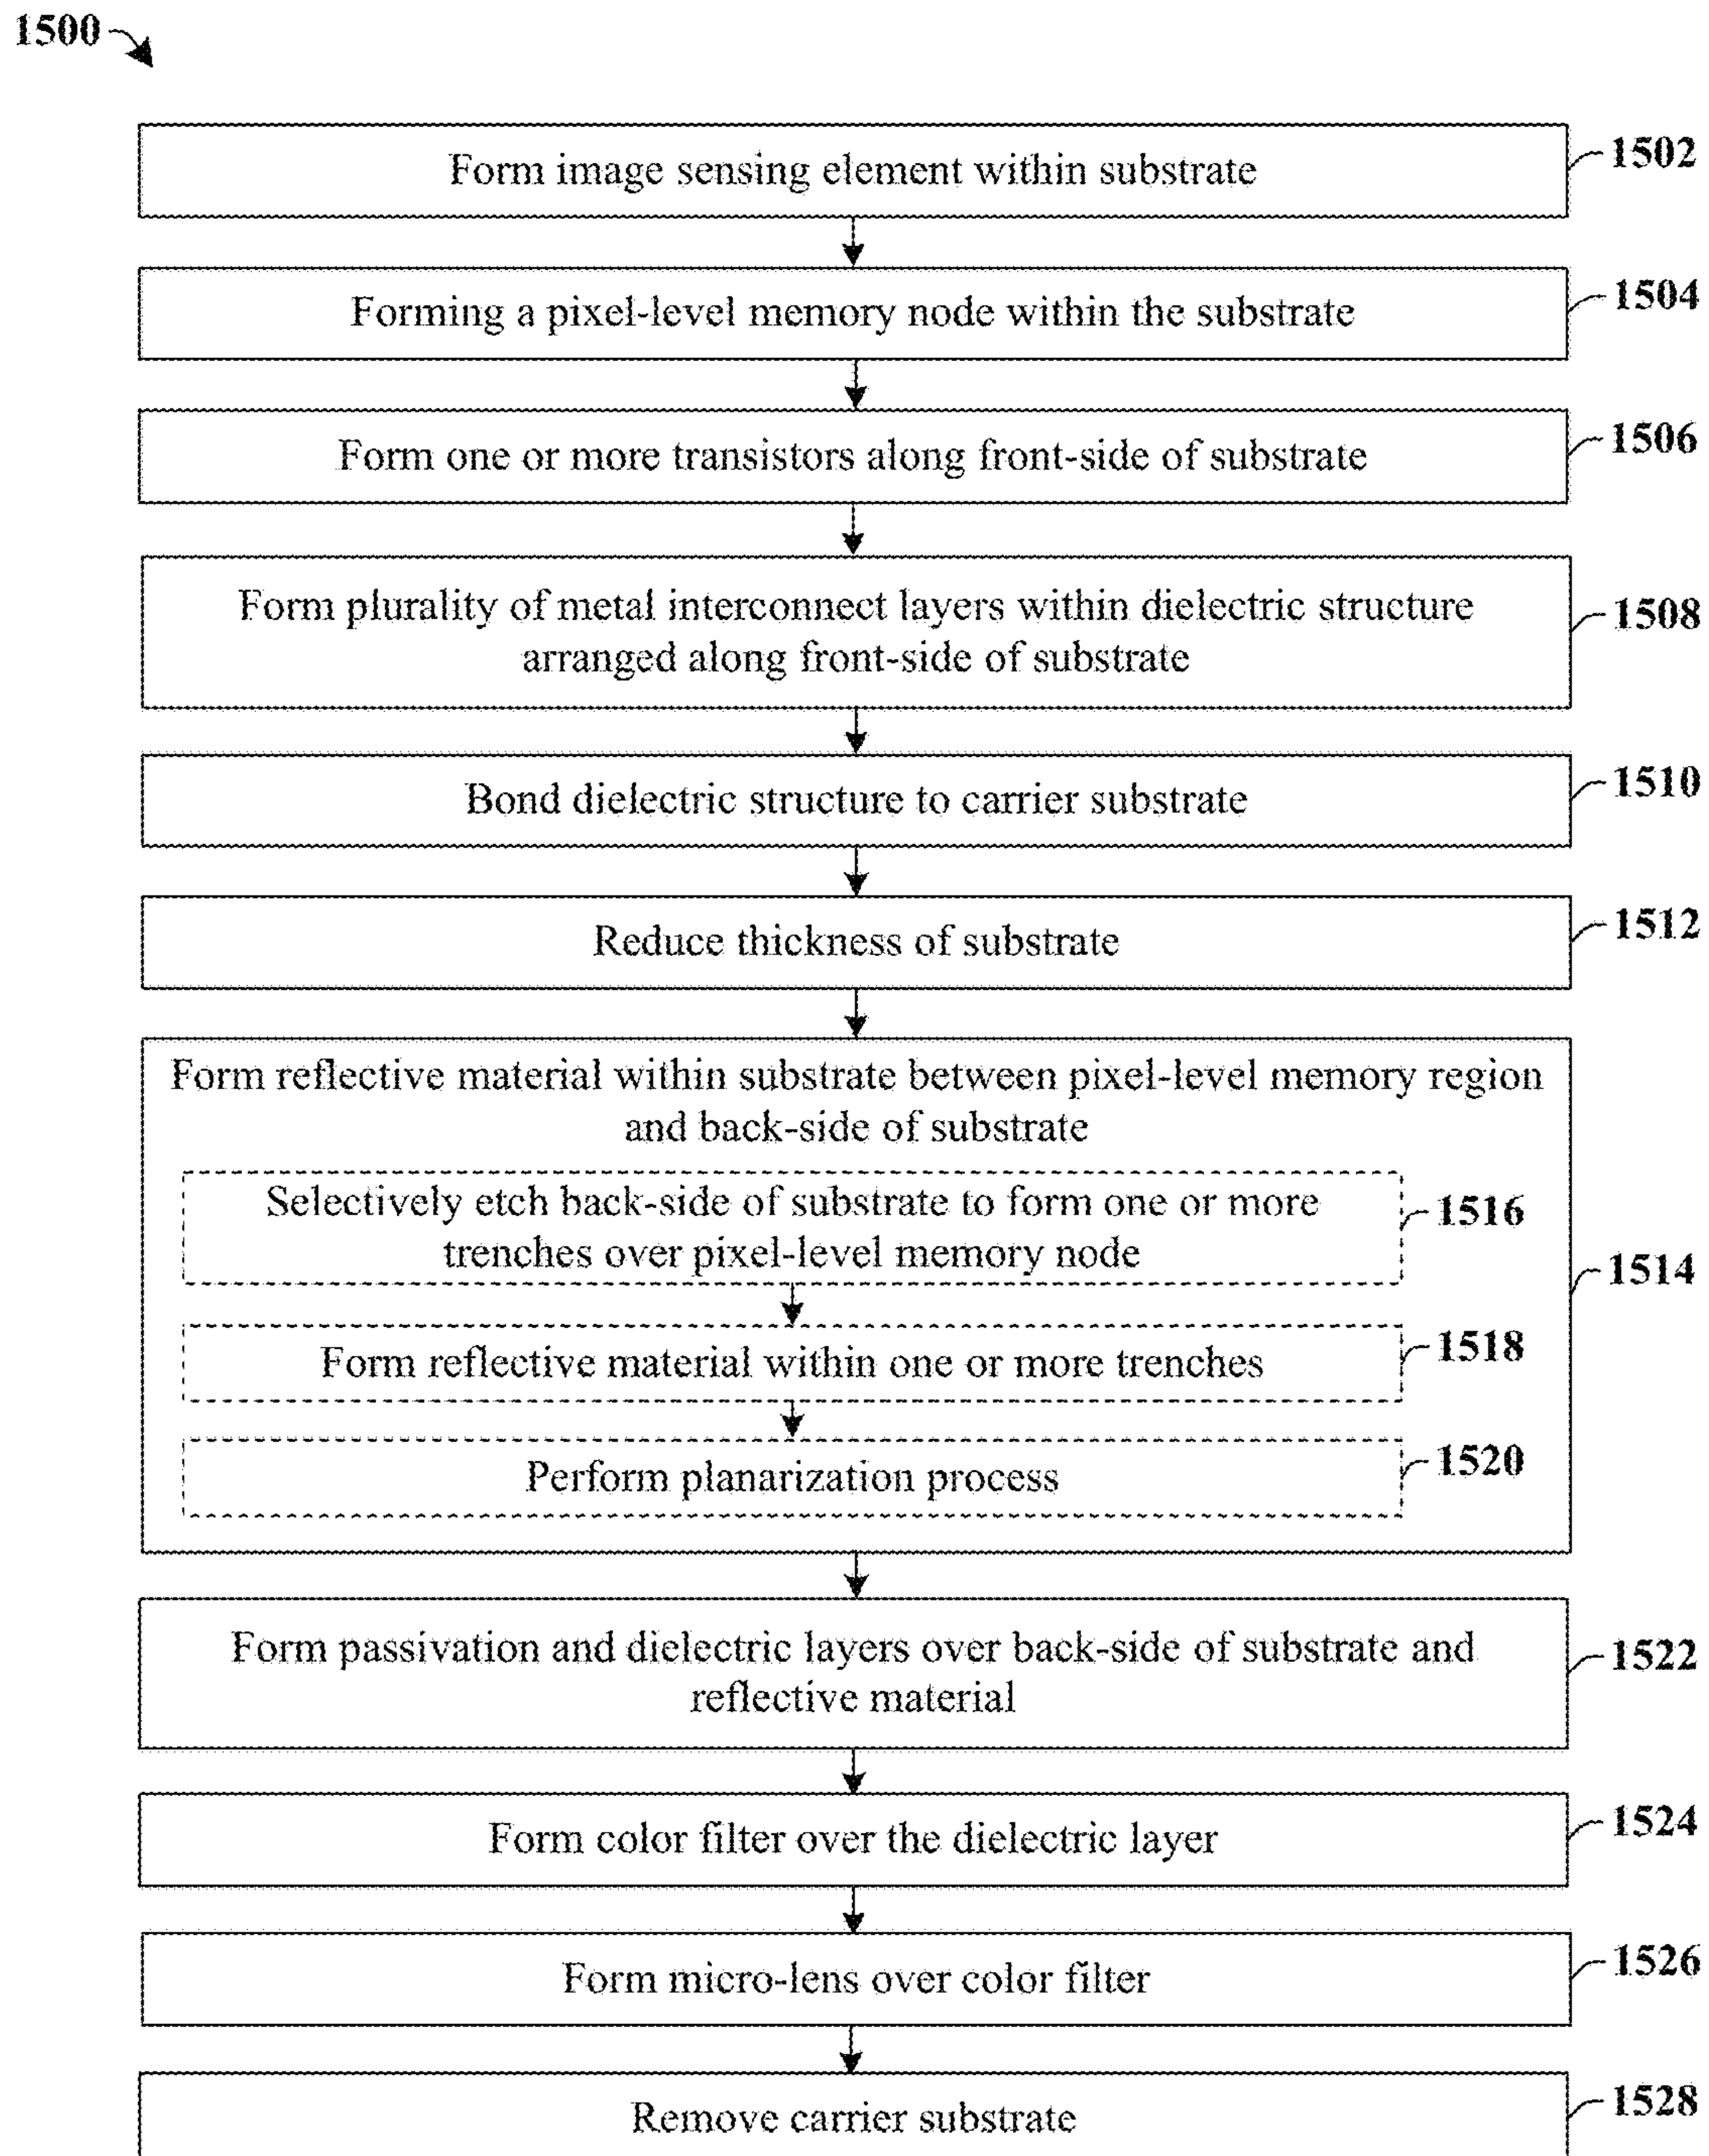 1500
Form image sensing element within substrate
1502
Forming a pixel-level memory node within the substrate
1504
Form one or more transistors along front-side of substrate
1506
Form plurality of metal interconnect layers within dielectric structure
arranged along front-side of substrate
1508
Bond dielectric structure to carrier substrate
1510
Reduce thickness of substrate
1512
Form reflective material within substrate between pixel-level memory region
and back-side of substrate
1514
Selectively etch back-side of substrate to form one or more
trenches over pixel-level memory node
1516
Form reflective material within one or more trenches
1518
Perform planarization process
1520
Form passivation and dielectric layers over back-side of substrate and
reflective material
1522
Form color filter over the dielectric layer
1524
Form micro-lens over color filter
1526
Remove carrier substrate
1528